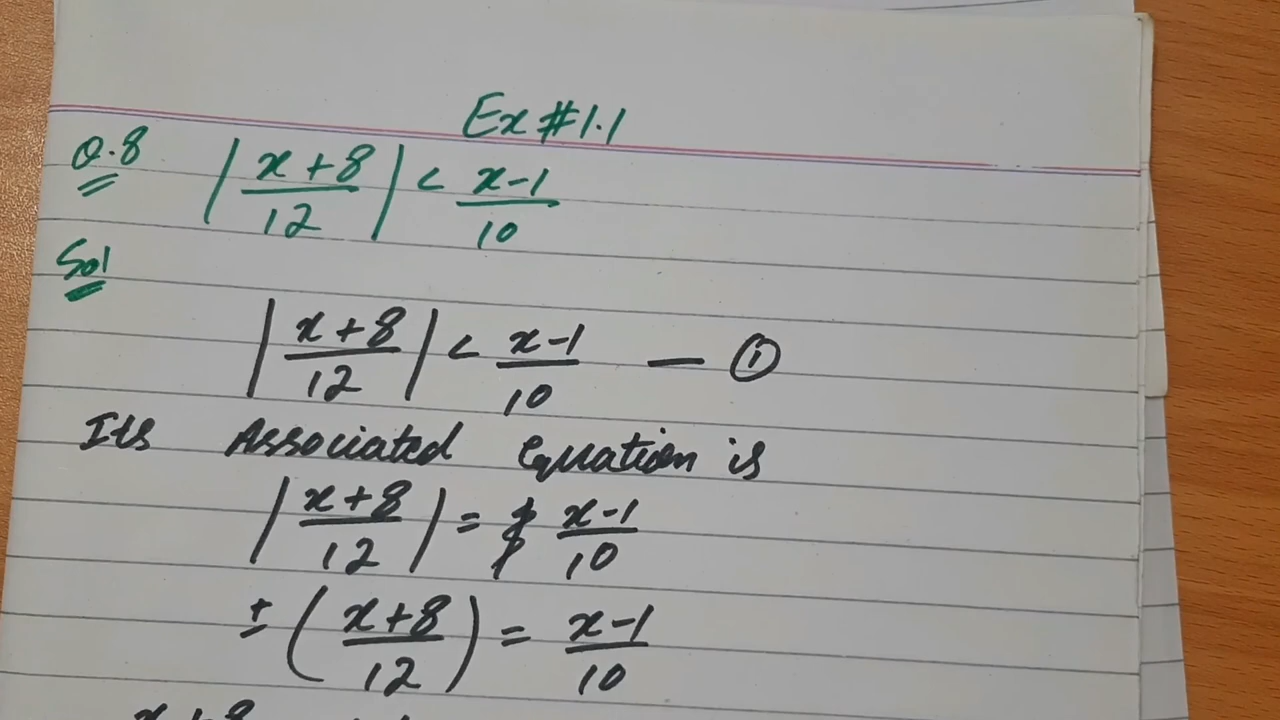 Ex #1.1
Q.8 |x+8/12| < x-1/10
Sol
|x+8/12| < x-1/10 — ①
Its Associated equation is
|x+8/12| = x-1/10
± (x+8/12) = x-1/10
x+8